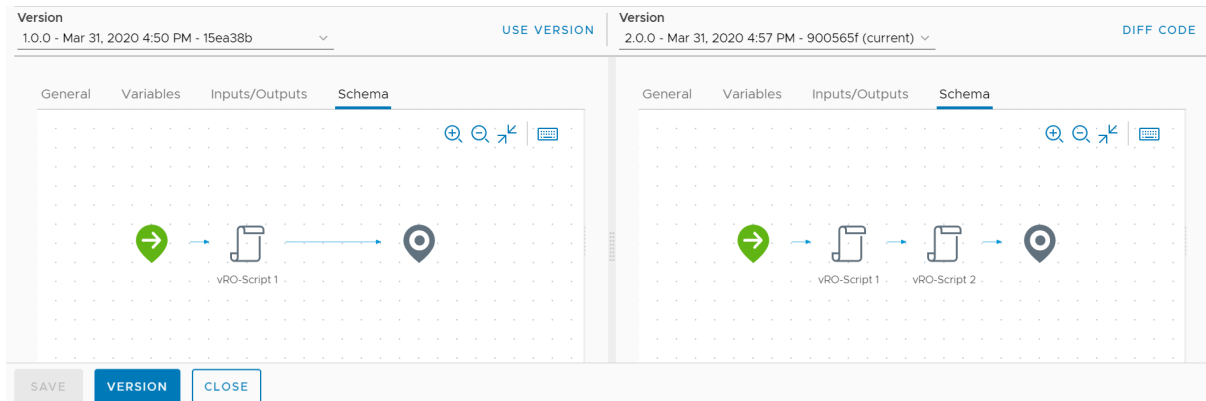 Version
1.0.0 - Mar 31, 2020 4:50 PM - 15ea38b
USE VERSION
General Variables Inputs/Outputs Schema
vRO-Script 1
Version
2.0.0 - Mar 31, 2020 4:57 PM - 900565f (current)
DIFF CODE
General Variables Inputs/Outputs Schema
vRO-Script 1 vRO-Script 2
SAVE VERSION CLOSE